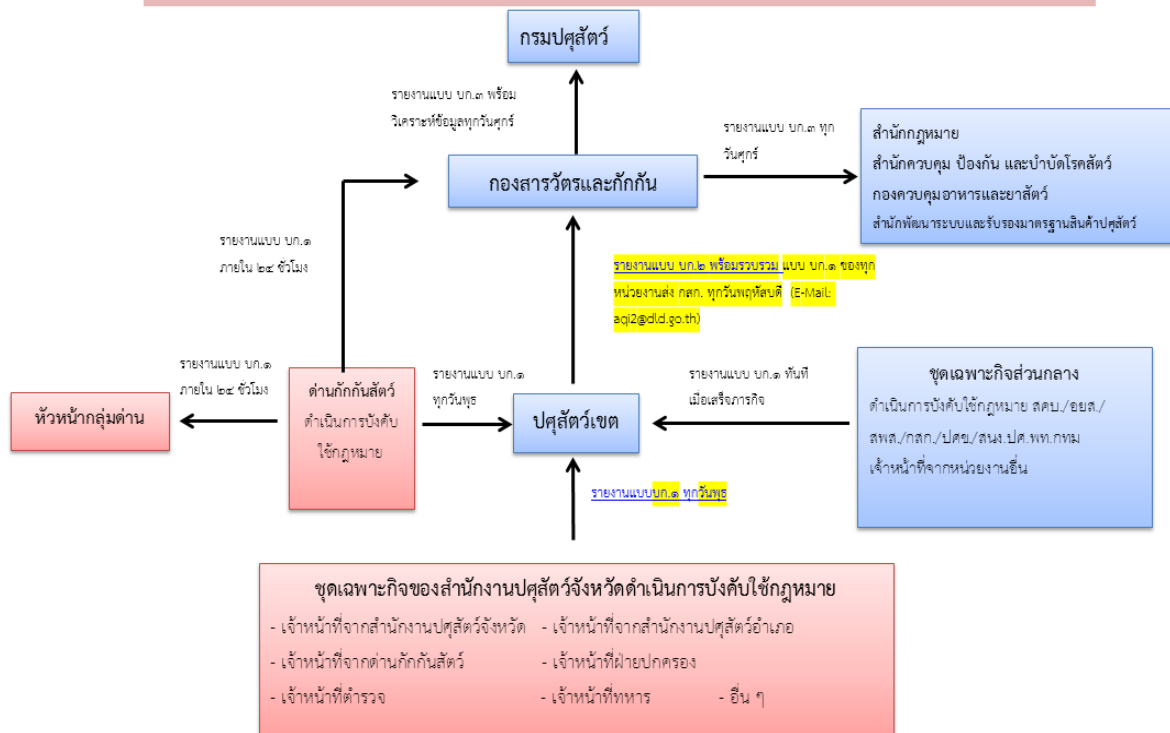 กรมปศุสัตว์
รายงานแบบ บก.๓ พร้อม
วิเคราะห์ข้อมูลทุกวันศุกร์
รายงานแบบ บก.๓ ทุก
วันศุกร์
สำนักกฎหมาย
สำนักควบคุม ป้องกัน และบำบัดโรคสัตว์
กองควบคุมอาหารและยาสัตว์
สำนักพัฒนาระบบและรับรองมาตรฐานสินค้าปศุสัตว์
กองสารวัตรและกักกัน
รายงานแบบ บก.๑
ภายใน ๒๔ ชั่วโมง
รายงานแบบ บก.๒ พร้อมรวบรวม แบบ บก.๑ ของทุก
หน่วยงานส่ง กสก. ทุกวันพฤหัสบดี (E-Mail:
aqi2@dld.go.th)
รายงานแบบ บก.๑
ภายใน ๒๔ ชั่วโมง
หัวหน้ากลุ่มด่าน
ด่านกักกันสัตว์
ดำเนินการบังคับ
ใช้กฎหมาย
รายงานแบบ บก.๑
ทุกวันพุธ
ปศุสัตว์เขต
รายงานแบบ บก.๑ ทันที
เมื่อเสร็จภารกิจ
ชุดเฉพาะกิจส่วนกลาง
ดำเนินการบังคับใช้กฎหมาย สคบ./อยส./
สพส./กสก./ปศข./สนง.ปศ.พท.กทม
เจ้าหน้าที่จากหน่วยงานอื่น
รายงานแบบบก.๑ ทุกวันพุธ
ชุดเฉพาะกิจของสำนักงานปศุสัตว์จังหวัดดำเนินการบังคับใช้กฎหมาย
- เจ้าหน้าที่จากสำนักงานปศุสัตว์จังหวัด - เจ้าหน้าที่จากสำนักงานปศุสัตว์อำเภอ
- เจ้าหน้าที่จากด่านกักกันสัตว์ - เจ้าหน้าที่ฝ่ายปกครอง
- เจ้าหน้าที่ตำรวจ - เจ้าหน้าที่ทหาร - อื่น ๆ